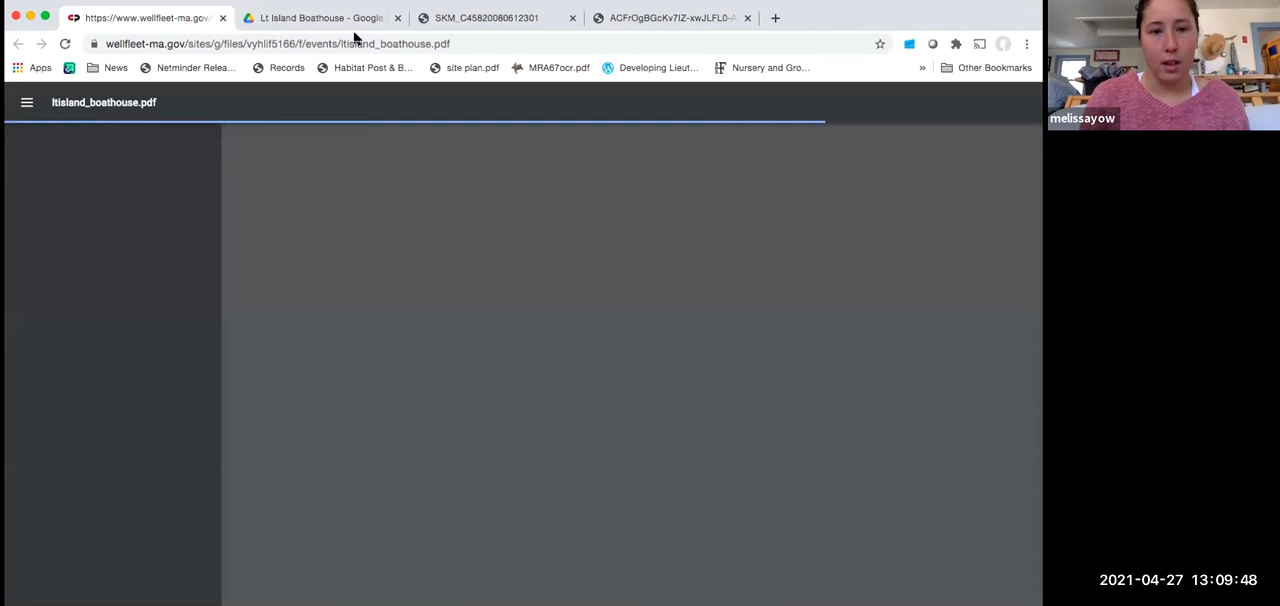 https://www.wellfleet-ma.gov/
Lt Island Boathouse - Google
SKM_C45820080612301
ACFrOgBGcKv7IZ-xwJLFL0-A
wellfleet-ma.gov/sites/g/files/vyhlif5166/f/events/ltisland_boathouse.pdf
Apps
News
Netminder Relea...
Records
Habitat Post & B...
site plan.pdf
MRA67ocr.pdf
Developing Lieut...
Nursery and Gro...
»
Other Bookmarks
ltisland_boathouse.pdf
melissayow
2021-04-27 13:09:48